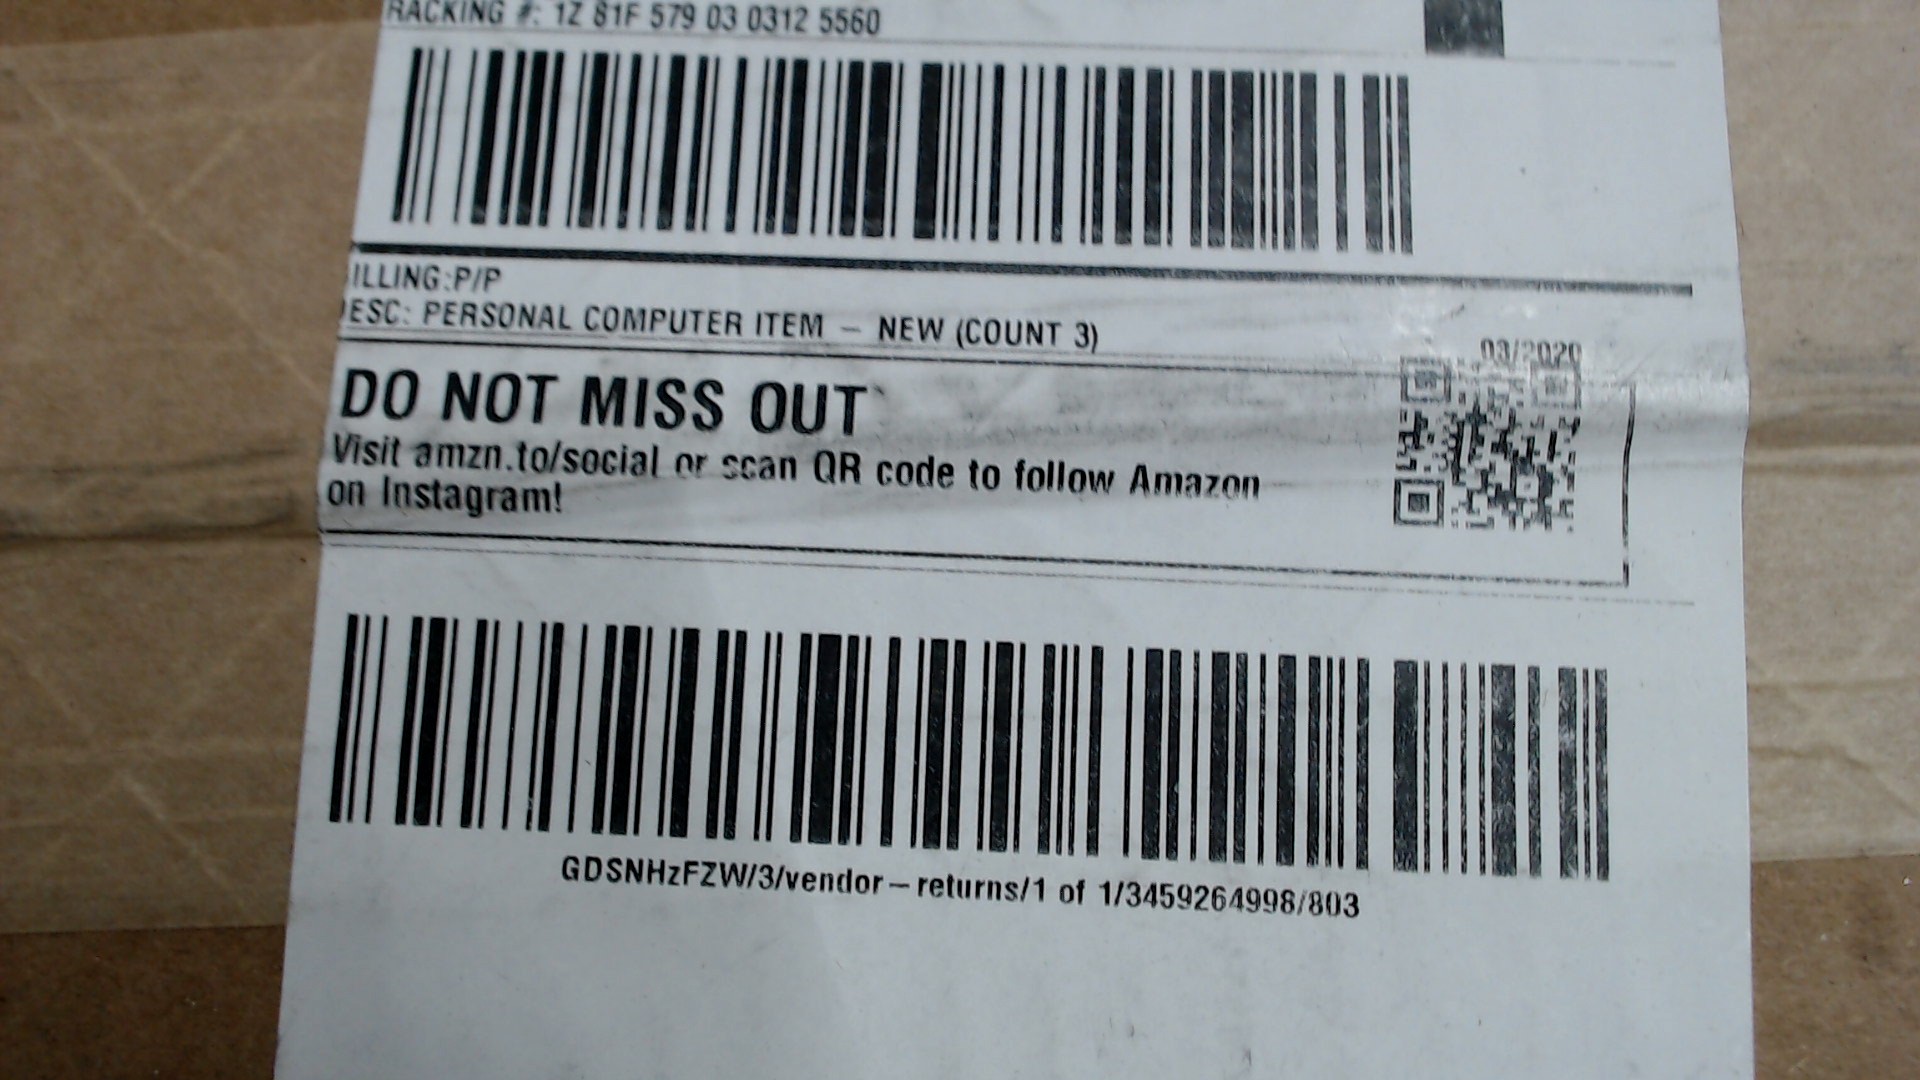 RACKING #: 1Z 81F 579 03 0312 5560
ILLING:P/P
ESC: PERSONAL COMPUTER ITEM – NEW (COUNT 3)
03/2020
DO NOT MISS OUT
Visit amzn.to/social or scan QR code to follow Amazon
on Instagram!
GDSNHzFZW/3/vendor–returns/1 of 1/3459264998/803